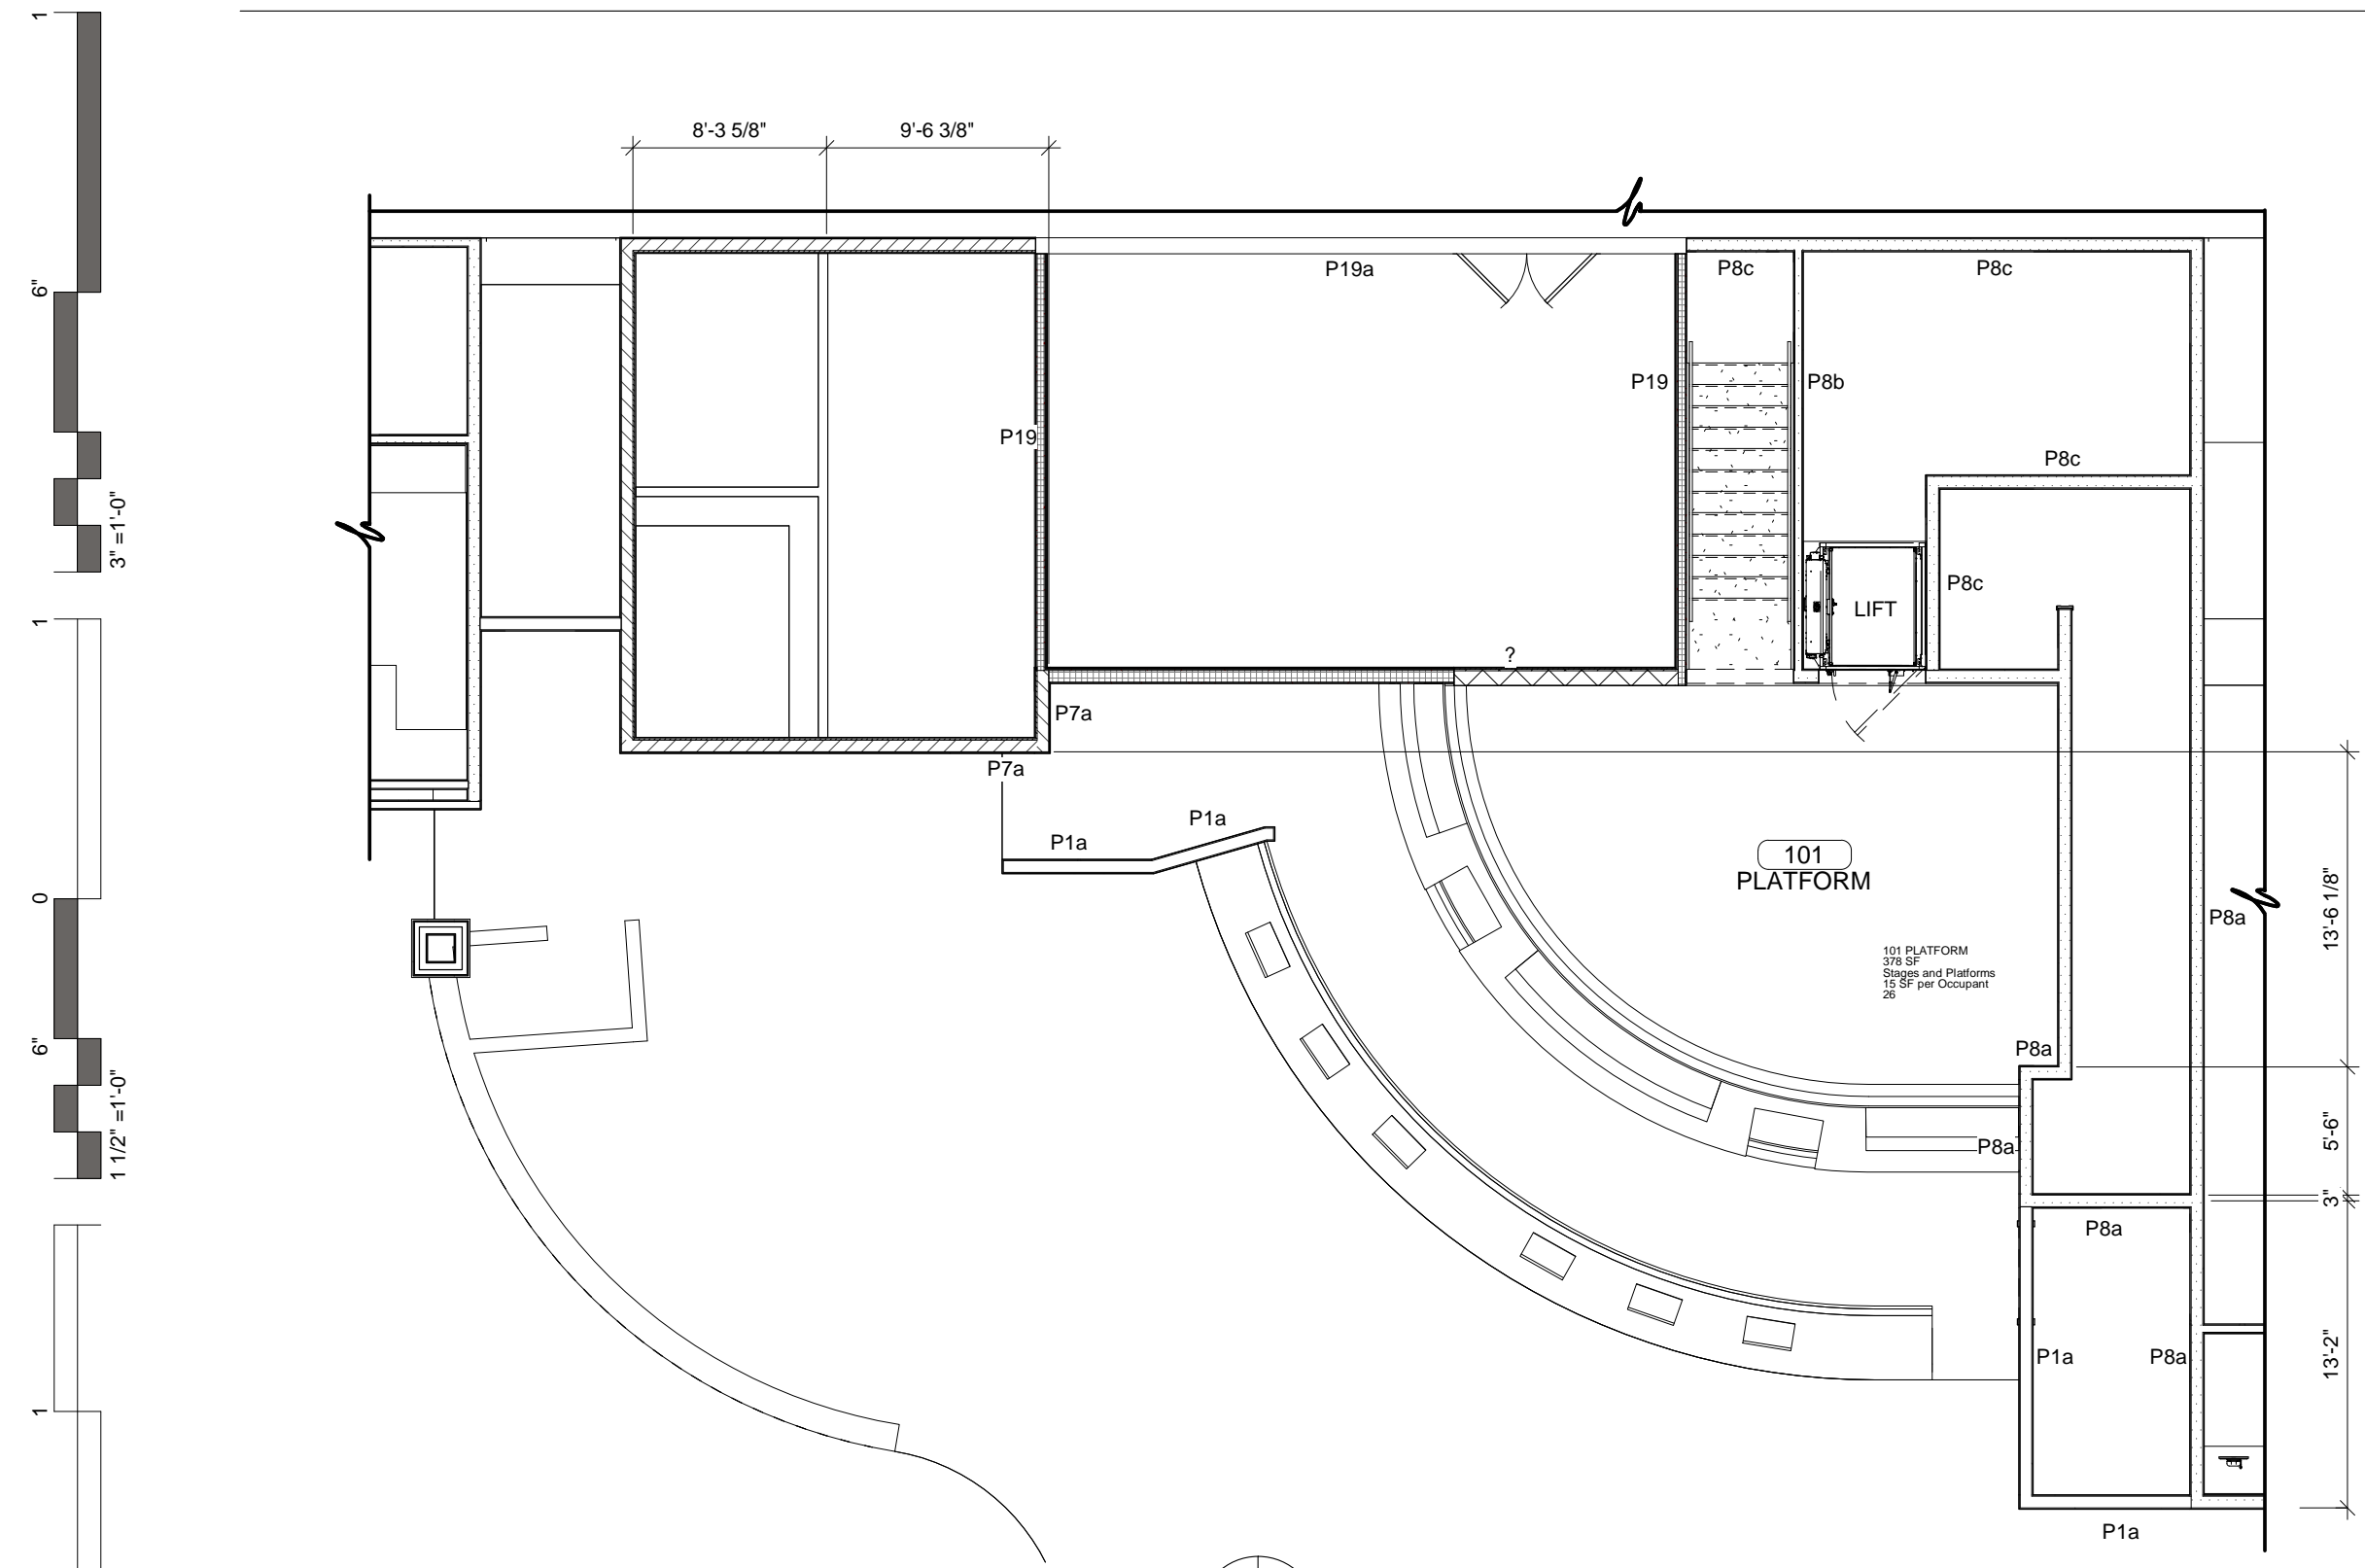 1
6"
3" =1'-0"
1
0
6"
1 1/2" =1'-0"
1
8'-3 5/8"
9'-6 3/8"
P19a
P8c
P8c
P19
P8b
P19
P8c
P8c
LIFT
?
P7a
P7a
P1a
P1a
101
PLATFORM
P8a
13'-6 1/8"
101 PLATFORM
378 SF
Stages and Platforms
15 SF per Occupant
26
P8a
P8a
5'-6"
3"
P8a
P1a
P8a
13'-2"
P1a